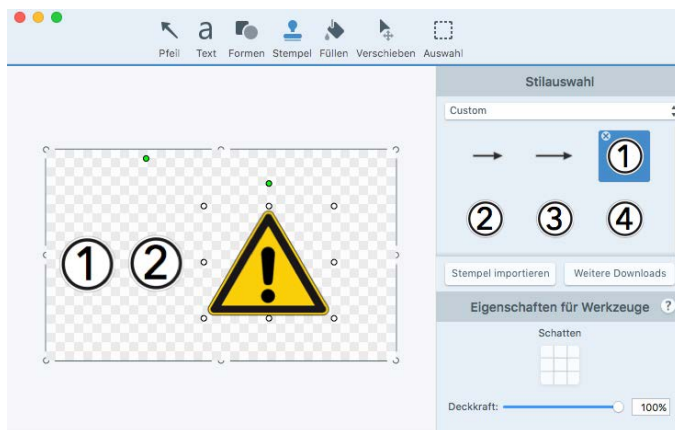 a
Pfeil Text Formen Stempel Füllen Verschieben Auswahl
Stilauswahl
Custom
1
2 3 4
1 2 !
Stempel importieren Weitere Downloads
Eigenschaften für Werkzeuge ?
Schatten
Deckkraft: 100%